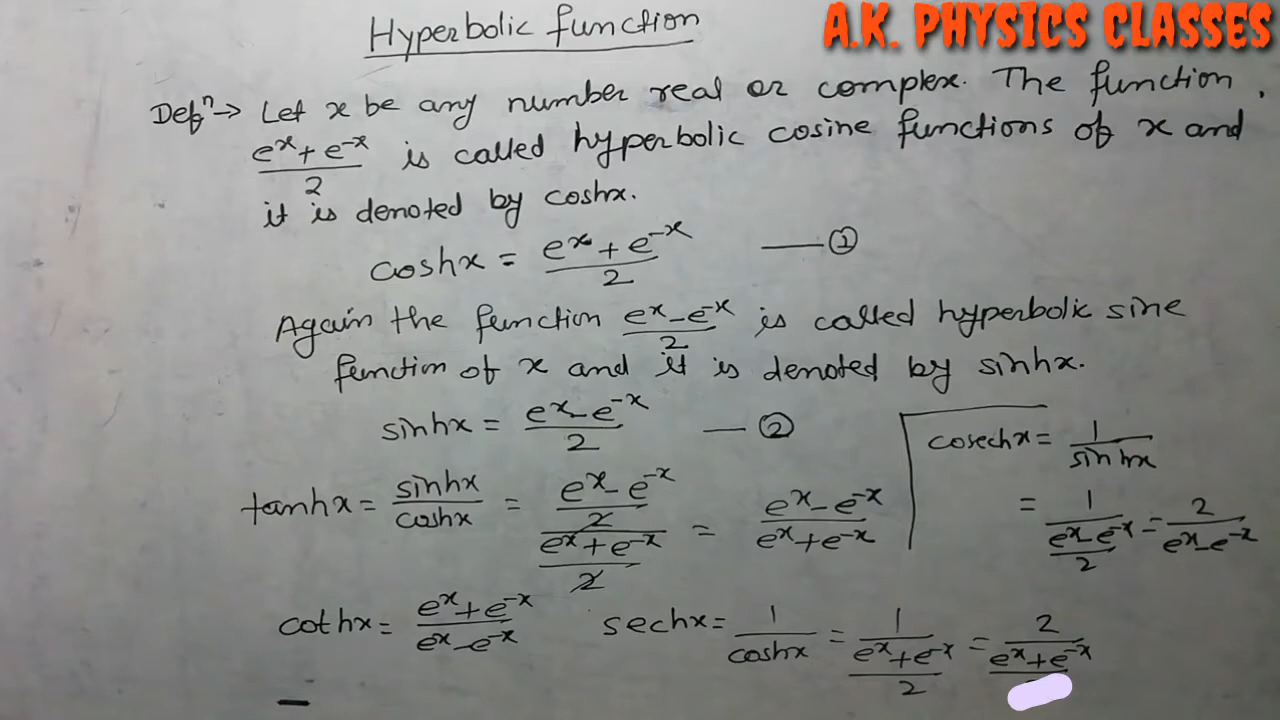 Hyperbolic function
A.K. PHYSICS CLASSES
Defⁿ → Let x be any number real or complex. The function,
(e^x + e^-x)/2 is called hyperbolic cosine functions of x and
it is denoted by coshx.
coshx = (e^x + e^-x)/2 —— ①
Again the function (e^x - e^-x)/2 is called hyperbolic sine
function of x and it is denoted by sinhx.
sinhx = (e^x - e^-x)/2 — ②
tanhx = sinhx/coshx = ((e^x - e^-x)/2)/((e^x + e^-x)/2) = (e^x - e^-x)/(e^x + e^-x)
cosechx = 1/sinhx
= 1/((e^x - e^-x)/2) = 2/(e^x - e^-x)
cothx = (e^x + e^-x)/(e^x - e^-x)
sechx = 1/coshx = 1/((e^x + e^-x)/2) = 2/(e^x + e^-x)